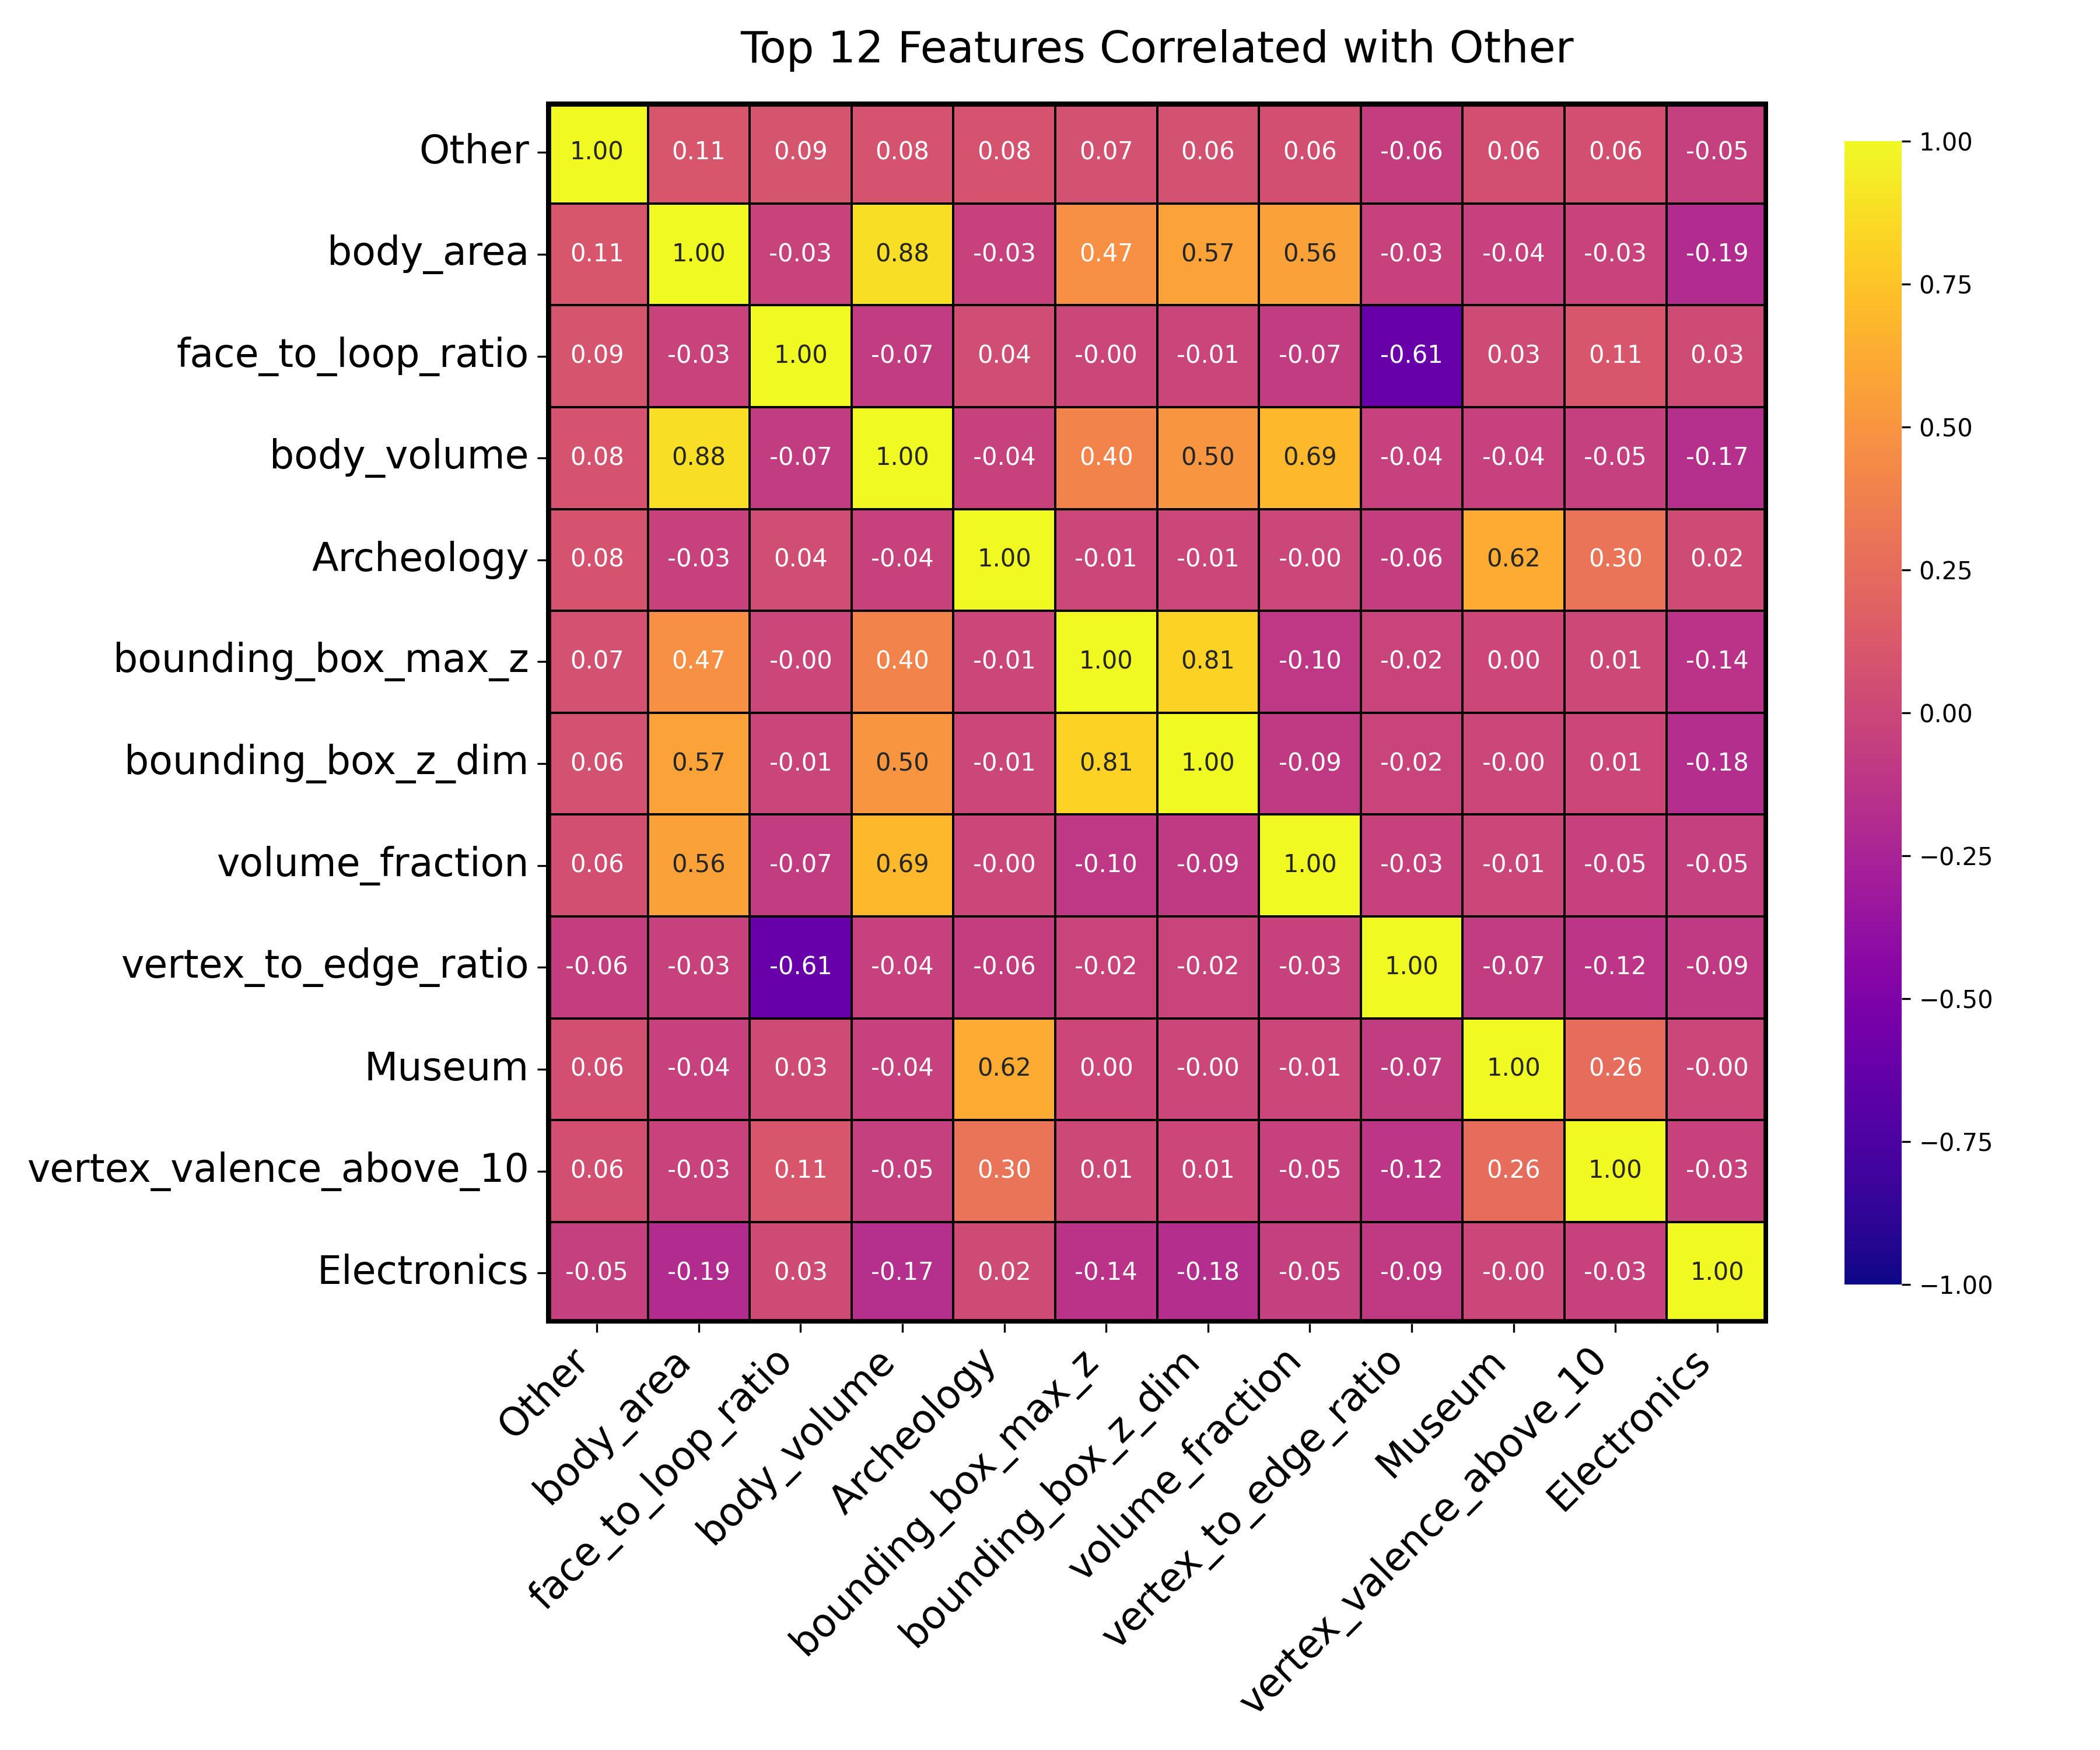 Top 12 Features Correlated with Other
Other 1.00 0.11 0.09 0.08 0.08 0.07 0.06 0.06 -0.06 0.06 0.06 -0.05
body_area 0.11 1.00 -0.03 0.88 -0.03 0.47 0.57 0.56 -0.03 -0.04 -0.03 -0.19
face_to_loop_ratio 0.09 -0.03 1.00 -0.07 0.04 -0.00 -0.01 -0.07 -0.61 0.03 0.11 0.03
body_volume 0.08 0.88 -0.07 1.00 -0.04 0.40 0.50 0.69 -0.04 -0.04 -0.05 -0.17
Archeology 0.08 -0.03 0.04 -0.04 1.00 -0.01 -0.01 -0.00 -0.06 0.62 0.30 0.02
bounding_box_max_z 0.07 0.47 -0.00 0.40 -0.01 1.00 0.81 -0.10 -0.02 0.00 0.01 -0.14
bounding_box_z_dim 0.06 0.57 -0.01 0.50 -0.01 0.81 1.00 -0.09 -0.02 -0.00 0.01 -0.18
volume_fraction 0.06 0.56 -0.07 0.69 -0.00 -0.10 -0.09 1.00 -0.03 -0.01 -0.05 -0.05
vertex_to_edge_ratio -0.06 -0.03 -0.61 -0.04 -0.06 -0.02 -0.02 -0.03 1.00 -0.07 -0.12 -0.09
Museum 0.06 -0.04 0.03 -0.04 0.62 0.00 -0.00 -0.01 -0.07 1.00 0.26 -0.00
vertex_valence_above_10 0.06 -0.03 0.11 -0.05 0.30 0.01 0.01 -0.05 -0.12 0.26 1.00 -0.03
Electronics -0.05 -0.19 0.03 -0.17 0.02 -0.14 -0.18 -0.05 -0.09 -0.00 -0.03 1.00
Other
body_area
face_to_loop_ratio
body_volume
Archeology
bounding_box_max_z
bounding_box_z_dim
volume_fraction
vertex_to_edge_ratio
Museum
vertex_valence_above_10
Electronics
1.00
0.75
0.50
0.25
0.00
−0.25
−0.50
−0.75
−1.00